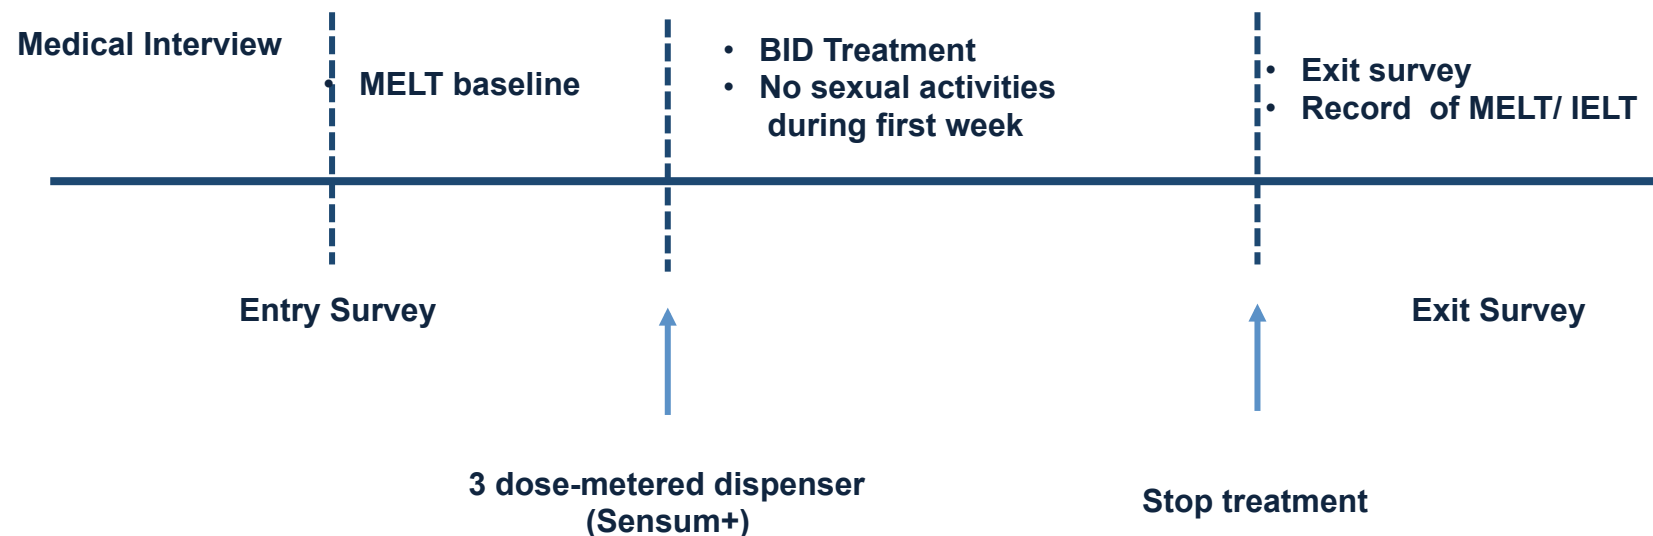 Medical Interview
• MELT baseline
• BID Treatment
• No sexual activities
during first week
• Exit survey
• Record of MELT/ IELT
Entry Survey
Exit Survey
3 dose-metered dispenser
(Sensum+)
Stop treatment